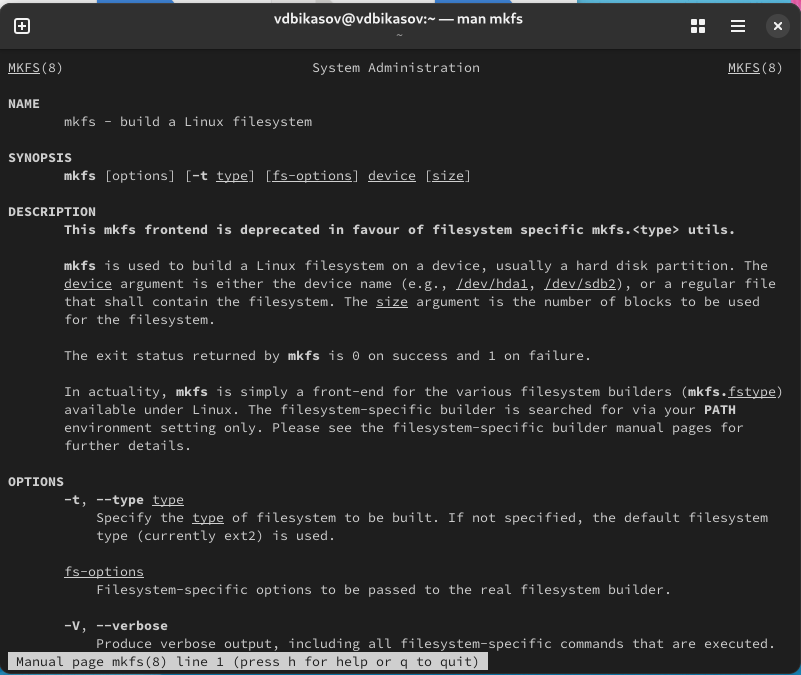 vdbikasov@vdbikasov:~ — man mkfs
~
MKFS(8) System Administration MKFS(8)
NAME
mkfs - build a Linux filesystem
SYNOPSIS
mkfs [options] [-t type] [fs-options] device [size]
DESCRIPTION
This mkfs frontend is deprecated in favour of filesystem specific mkfs.<type> utils.
mkfs is used to build a Linux filesystem on a device, usually a hard disk partition. The
device argument is either the device name (e.g., /dev/hda1, /dev/sdb2), or a regular file
that shall contain the filesystem. The size argument is the number of blocks to be used
for the filesystem.
The exit status returned by mkfs is 0 on success and 1 on failure.
In actuality, mkfs is simply a front-end for the various filesystem builders (mkfs.fstype)
available under Linux. The filesystem-specific builder is searched for via your PATH
environment setting only. Please see the filesystem-specific builder manual pages for
further details.
OPTIONS
-t, --type type
Specify the type of filesystem to be built. If not specified, the default filesystem
type (currently ext2) is used.
fs-options
Filesystem-specific options to be passed to the real filesystem builder.
-V, --verbose
Produce verbose output, including all filesystem-specific commands that are executed.
Manual page mkfs(8) line 1 (press h for help or q to quit)